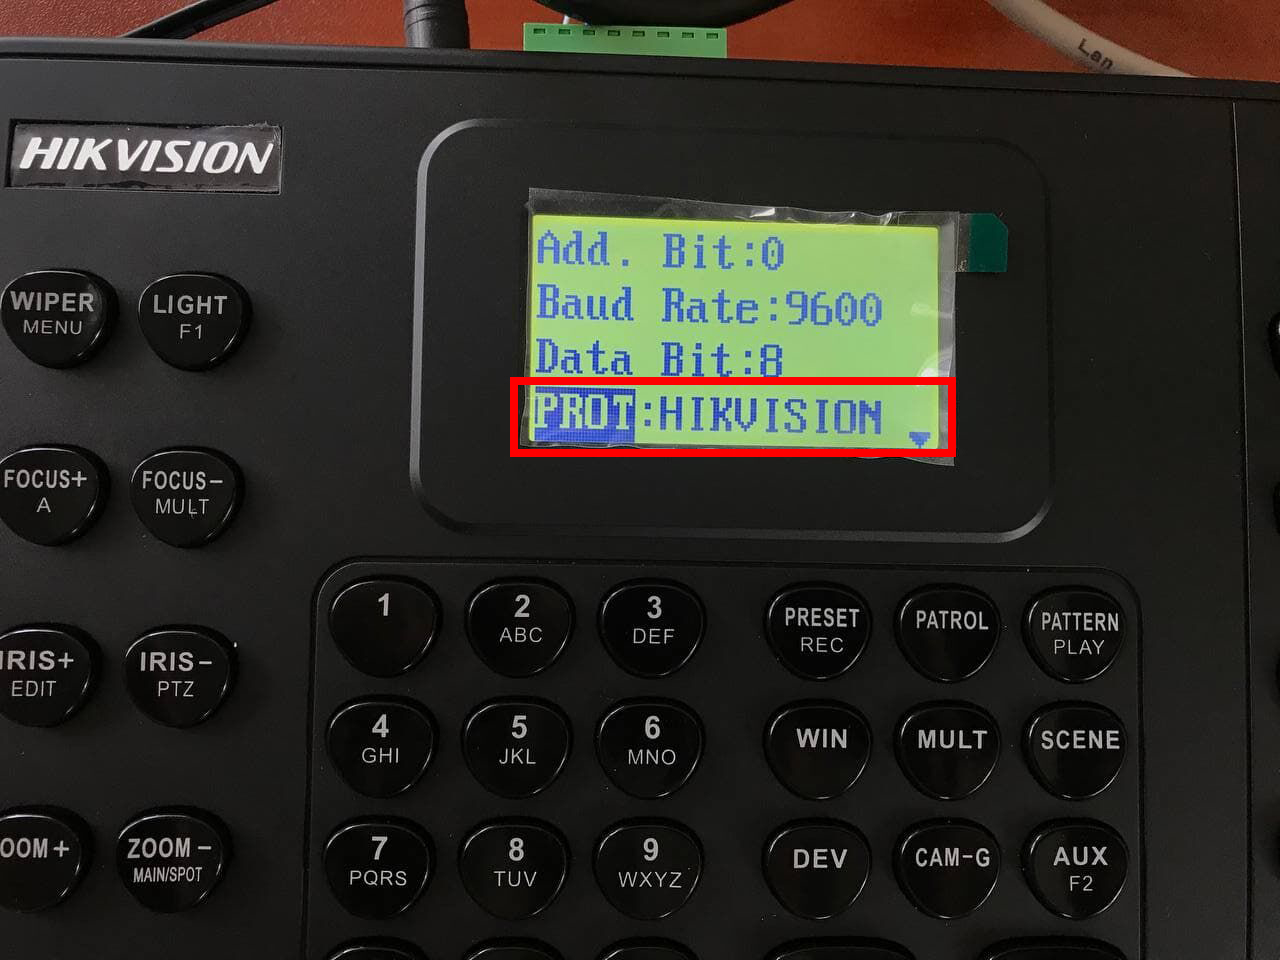 Lan
HIKVISION
Add. Bit:0
Baud Rate:9600
Data Bit:8
PROT:HIKVISION
WIPER
MENU
LIGHT
F1
FOCUS+
A
FOCUS-
MULT
IRIS+
EDIT
IRIS-
PTZ
OOM+
ZOOM-
MAIN/SPOT
1
2
ABC
3
DEF
PRESET
REC
PATROL
PATTERN
PLAY
4
GHI
5
JKL
6
MNO
WIN
MULT
SCENE
7
PQRS
8
TUV
9
WXYZ
DEV
CAM-G
AUX
F2